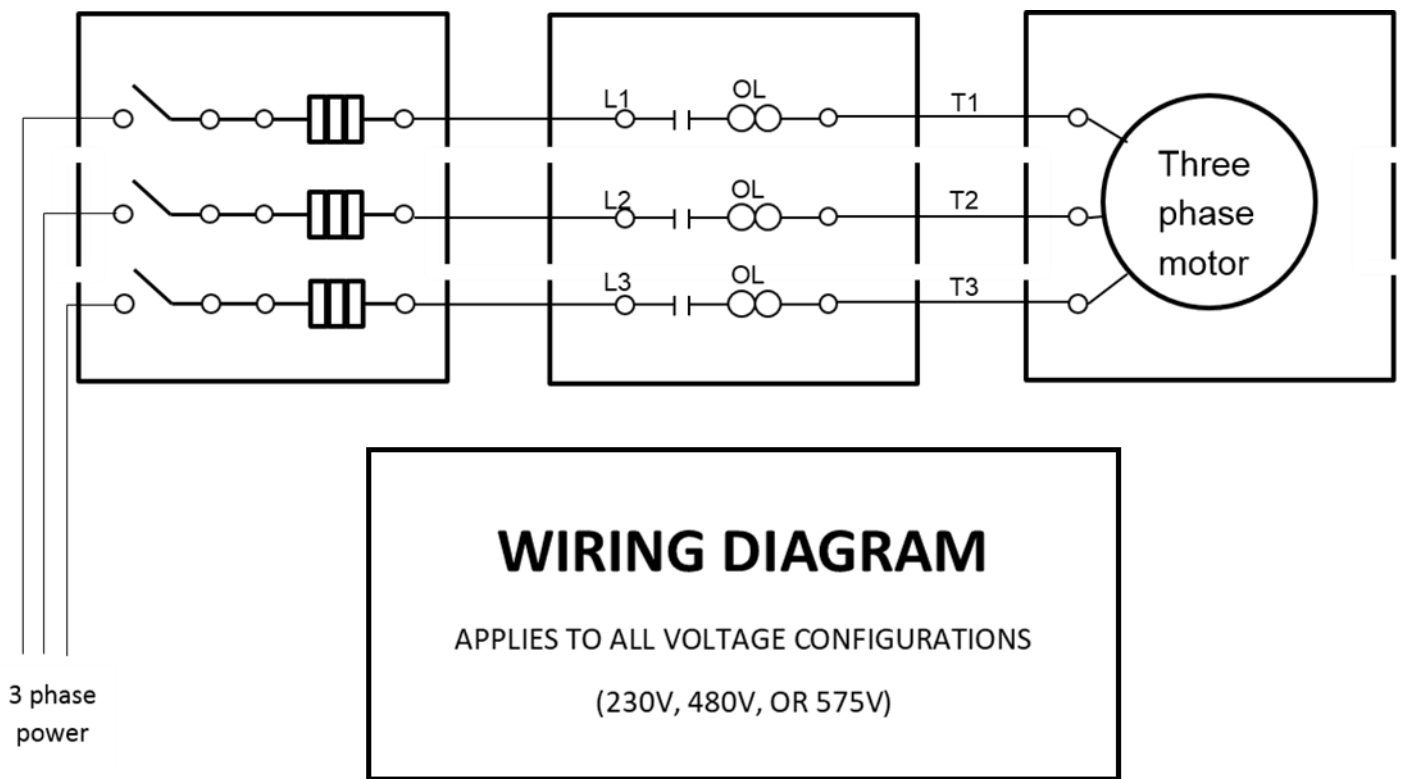 L1
OL
T1
L2
OL
T2
L3
OL
T3
Three
phase
motor
WIRING DIAGRAM
APPLIES TO ALL VOLTAGE CONFIGURATIONS
(230V, 480V, OR 575V)
3 phase
power